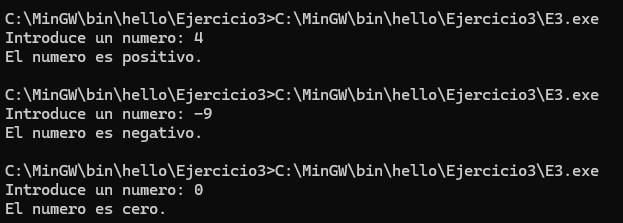 C:\MinGW\bin\hello\Ejercicio3>C:\MinGW\bin\hello\Ejercicio3\E3.exe
Introduce un numero: 4
El numero es positivo.
C:\MinGW\bin\hello\Ejercicio3>C:\MinGW\bin\hello\Ejercicio3\E3.exe
Introduce un numero: -9
El numero es negativo.
C:\MinGW\bin\hello\Ejercicio3>C:\MinGW\bin\hello\Ejercicio3\E3.exe
Introduce un numero: 0
El numero es cero.